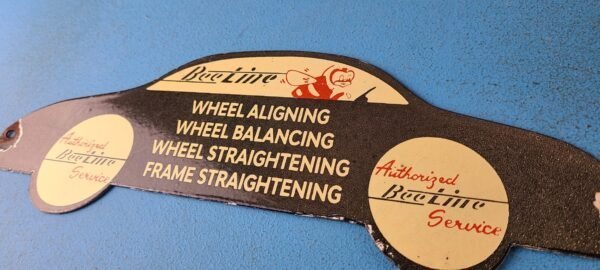 Bee Line
WHEEL ALIGNING
WHEEL BALANCING
WHEEL STRAIGHTENING
FRAME STRAIGHTENING
Authorized
Bee Line
Service
Authorized
Bee Line
Service